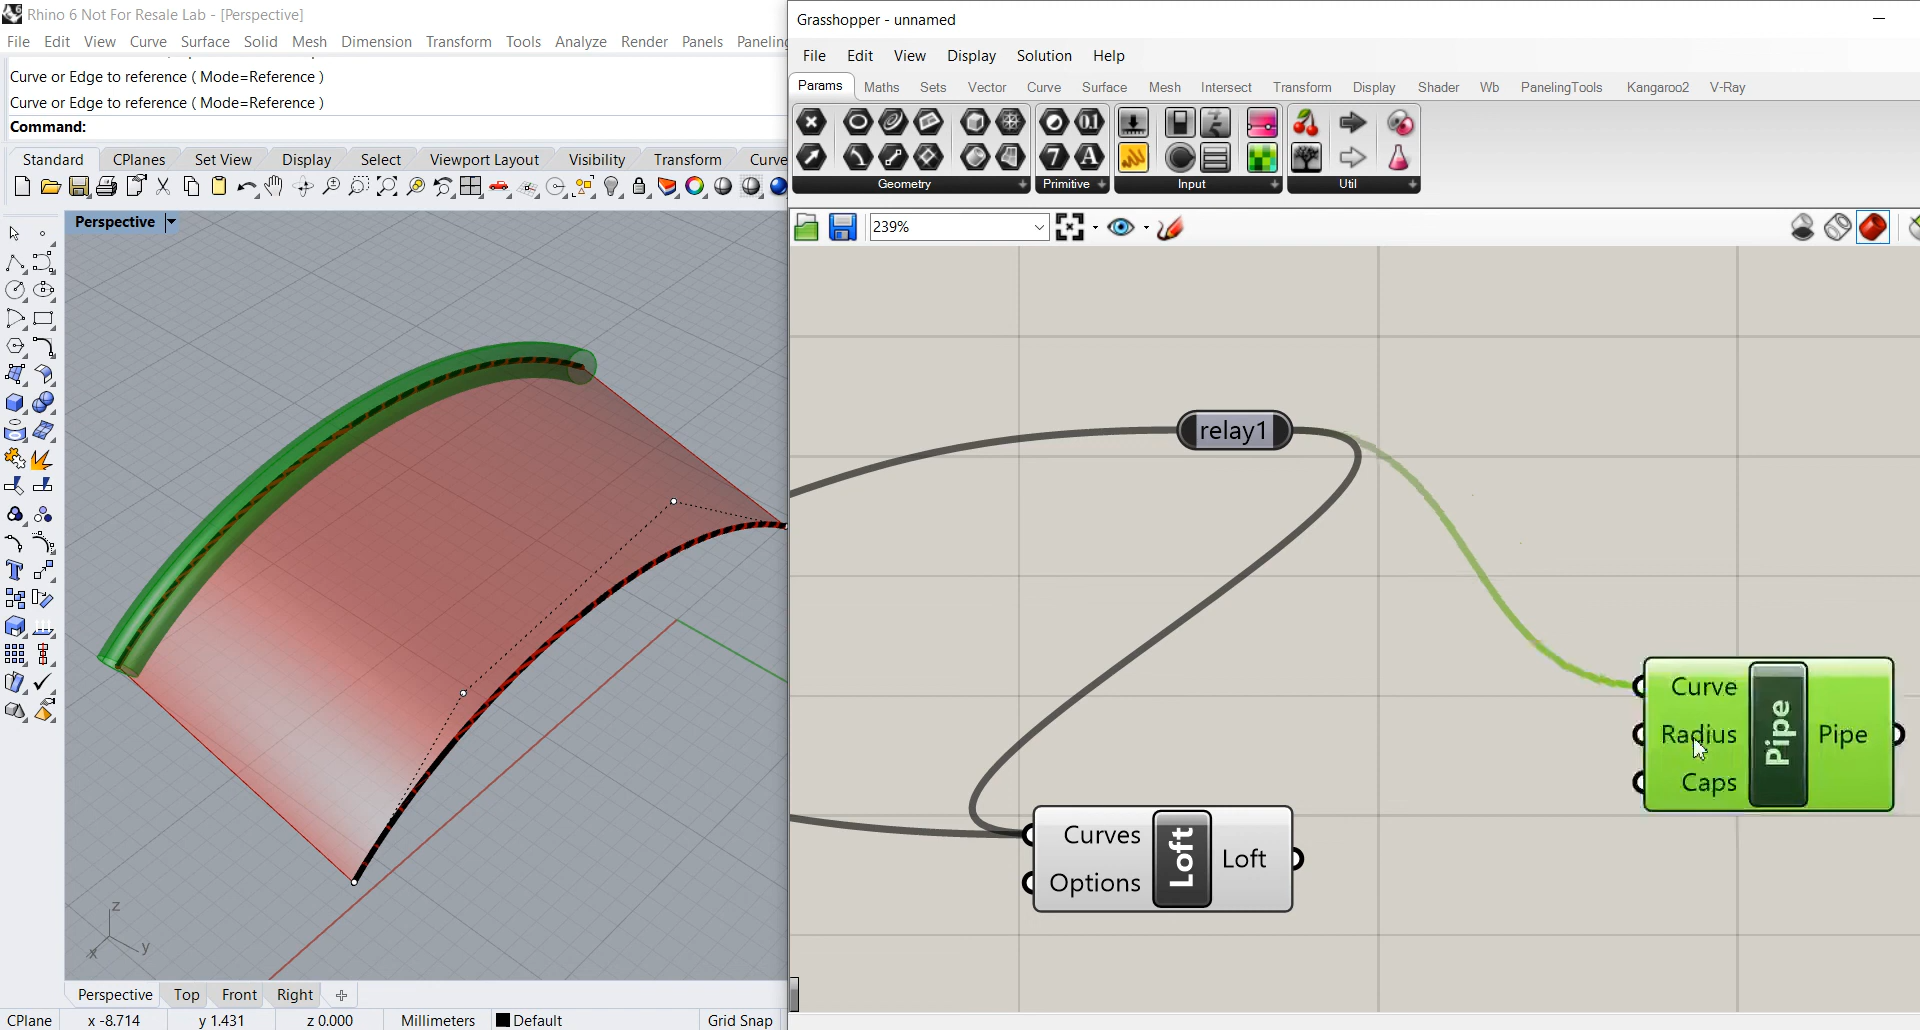 Rhino 6 Not For Resale Lab - [Perspective]
File Edit View Curve Surface Solid Mesh Dimension Transform Tools Analyze Render Panels Paneling
Curve or Edge to reference ( Mode=Reference )
Curve or Edge to reference ( Mode=Reference )
Command:
Standard CPlanes Set View Display Select Viewport Layout Visibility Transform Curve
Perspective
z
y
x
Perspective Top Front Right
CPlane x -8.714 y 1.431 z 0.000 Millimeters Default Grid Snap
Grasshopper - unnamed
File Edit View Display Solution Help
Params Maths Sets Vector Curve Surface Mesh Intersect Transform Display Shader Wb PanelingTools Kangaroo2 V-Ray
0.1
7 A
Geometry Primitive Input Util
239%
relay1
Curve
Radius
Caps
Pipe
Pipe
Curves
Options
Loft
Loft